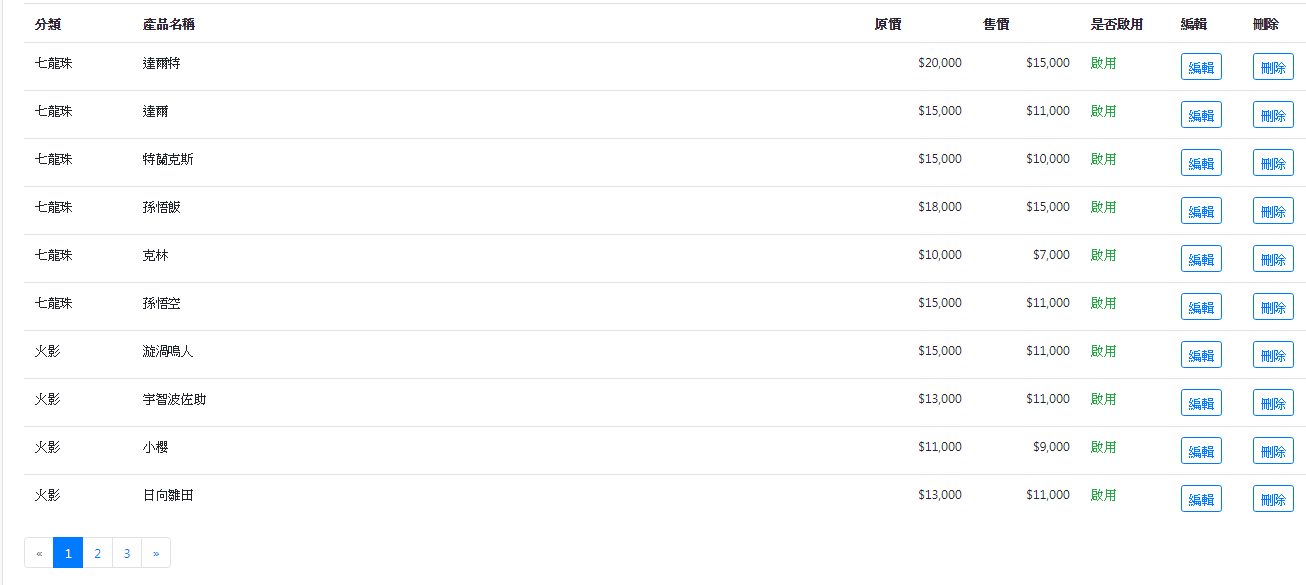 分類 產品名稱 原價 售價 是否啟用 編輯 刪除
七龍珠 達爾特 $20,000 $15,000 啟用 編輯 刪除
七龍珠 達爾 $15,000 $11,000 啟用 編輯 刪除
七龍珠 特蘭克斯 $15,000 $10,000 啟用 編輯 刪除
七龍珠 孫悟飯 $18,000 $15,000 啟用 編輯 刪除
七龍珠 克林 $10,000 $7,000 啟用 編輯 刪除
七龍珠 孫悟空 $15,000 $11,000 啟用 編輯 刪除
火影 漩渦鳴人 $15,000 $11,000 啟用 編輯 刪除
火影 宇智波佐助 $13,000 $11,000 啟用 編輯 刪除
火影 小櫻 $11,000 $9,000 啟用 編輯 刪除
火影 日向雛田 $13,000 $11,000 啟用 編輯 刪除
« 1 2 3 »